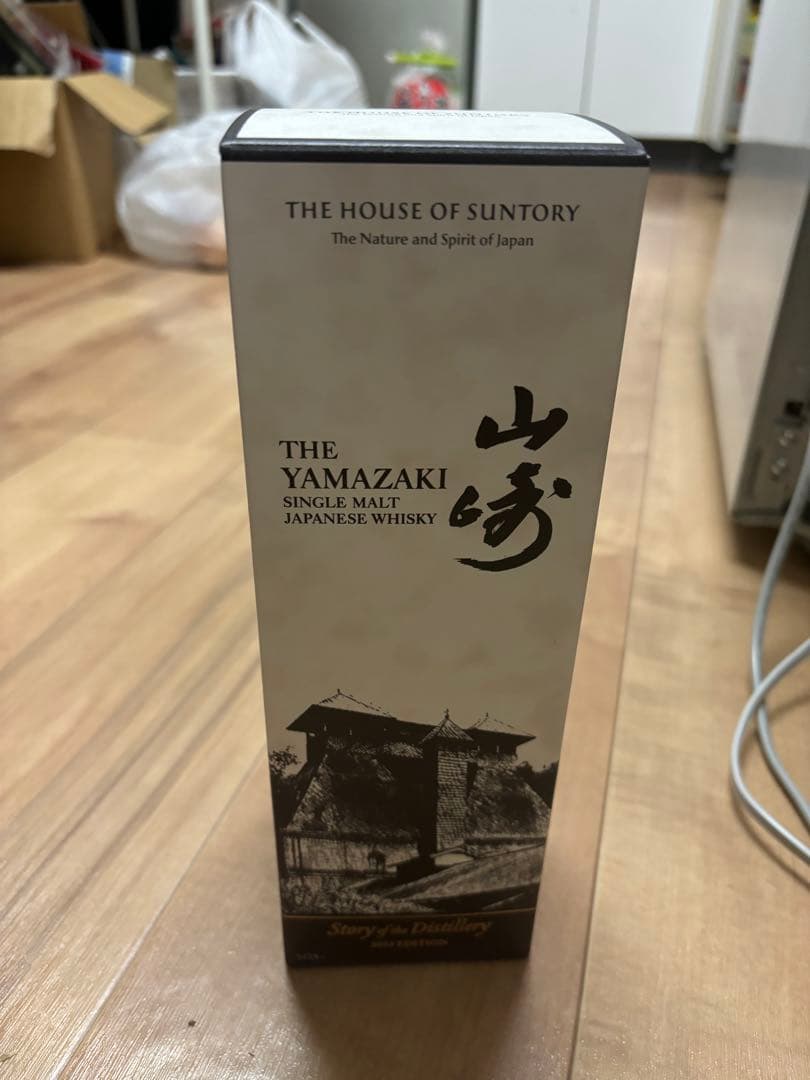 THE HOUSE OF SUNTORY
The Nature and Spirit of Japan
THE
YAMAZAKI
SINGLE MALT
JAPANESE WHISKY
山崎
Story of the Distillery
EDITION